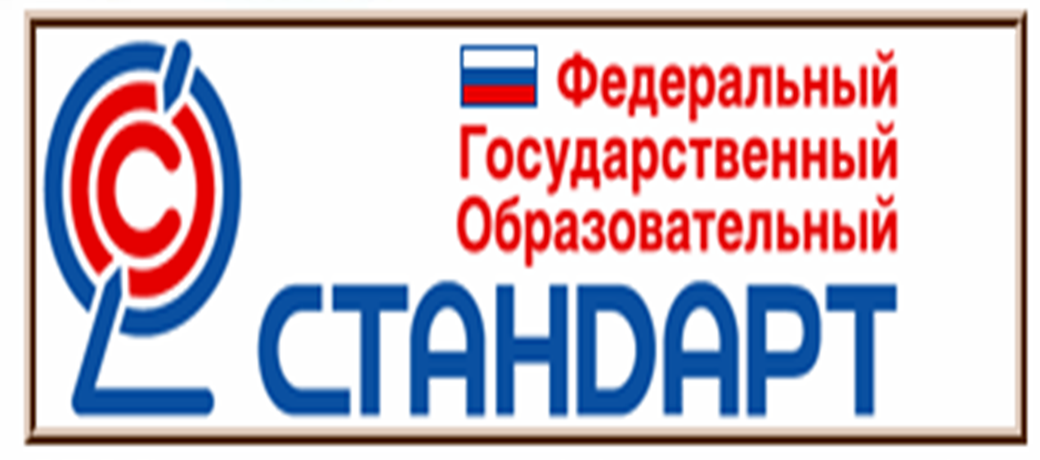 Федеральный
Государственный
Образовательный
СТАНДАРТ